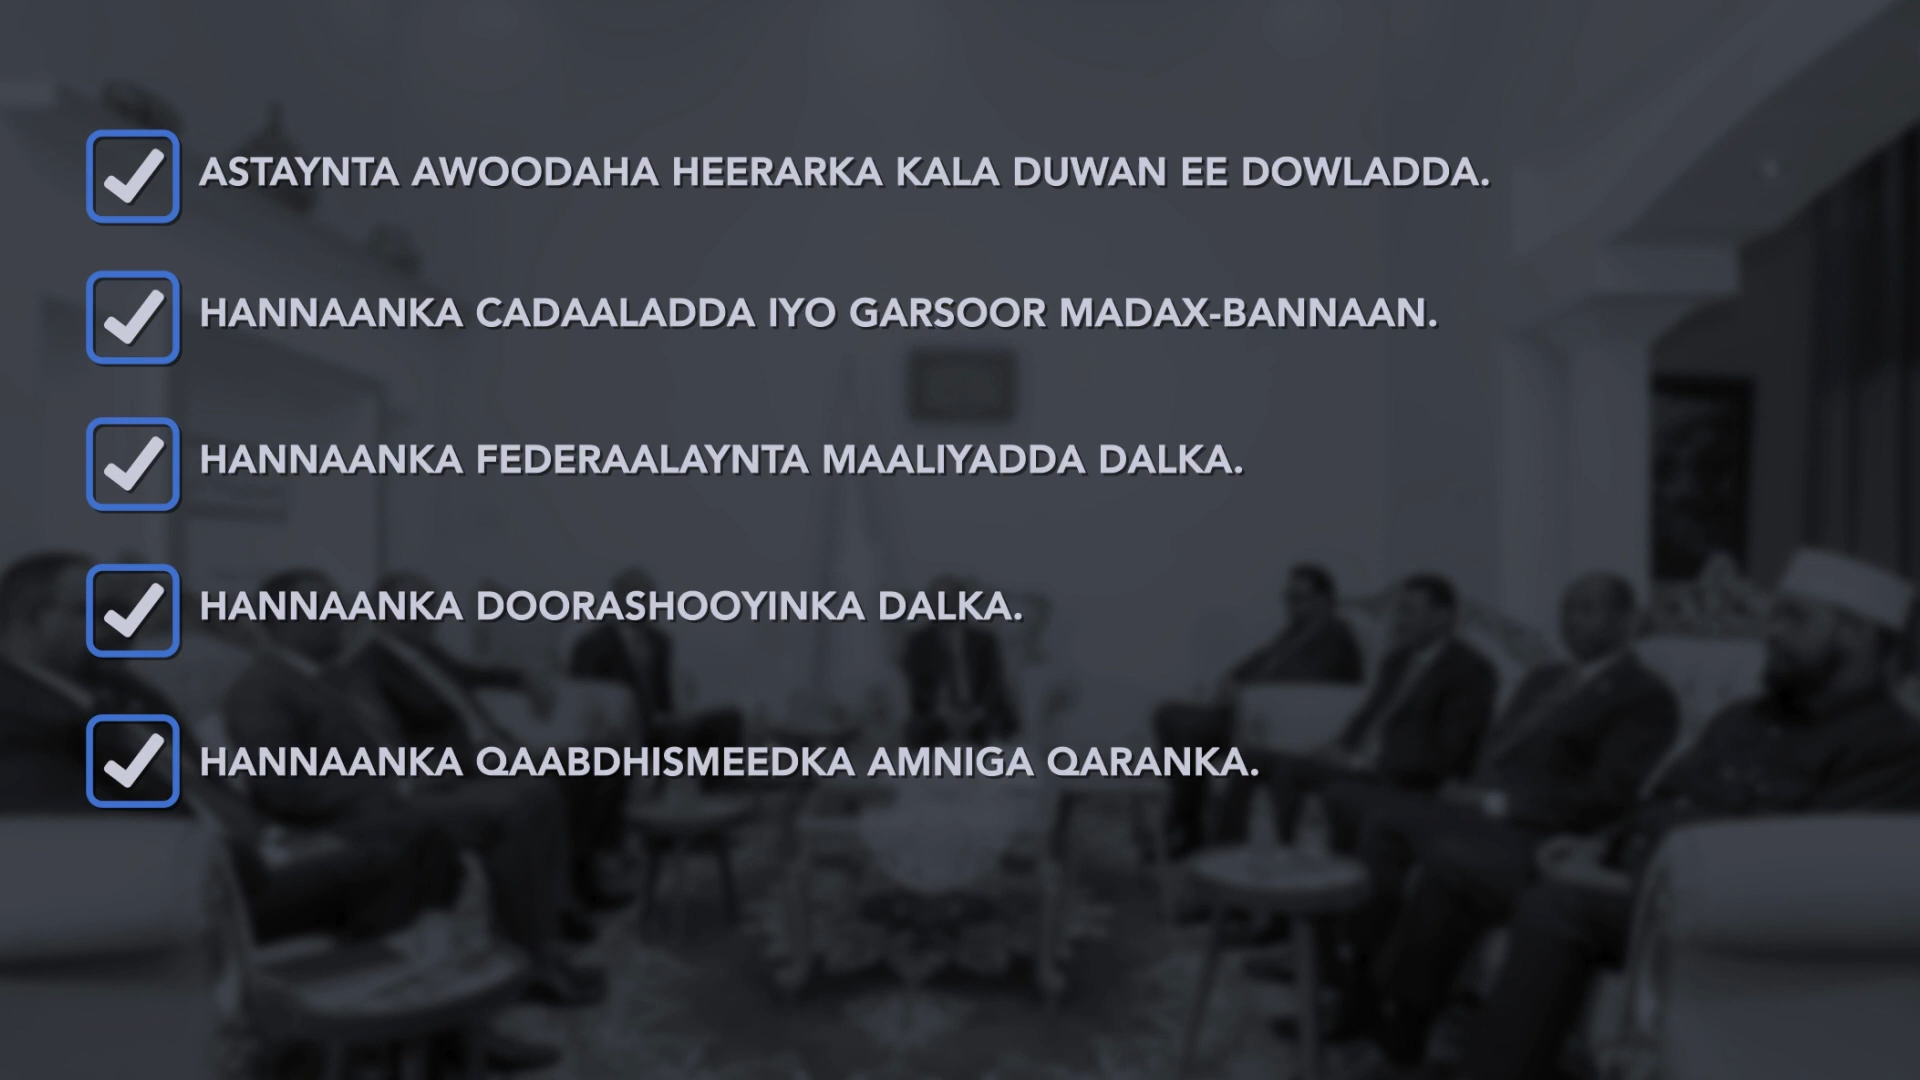 ASTAYNTA AWOODAHA HEERARKA KALA DUWAN EE DOWLADDA.
HANNAANKA CADAALADDA IYO GARSOOR MADAX-BANNAAN.
HANNAANKA FEDERAALAYNTA MAALIYADDA DALKA.
HANNAANKA DOORASHOOYINKA DALKA.
HANNAANKA QAABDHISMEEDKA AMNIGA QARANKA.